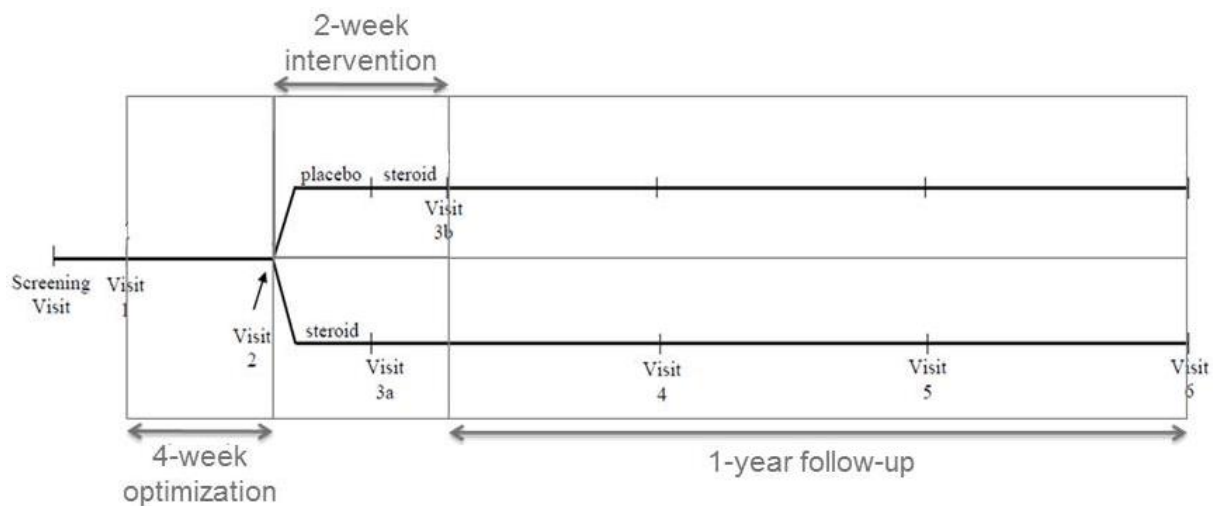 2-week
intervention
placebo steroid
Visit
3b
Screening
Visit
Visit
1
Visit
2
steroid
Visit
3a
Visit
4
Visit
5
Visit
6
4-week
optimization
1-year follow-up